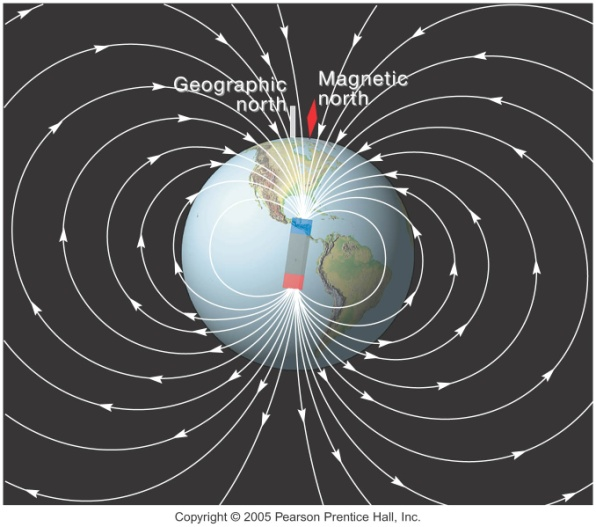 Geographic
north
Magnetic
north
Copyright © 2005 Pearson Prentice Hall, Inc.